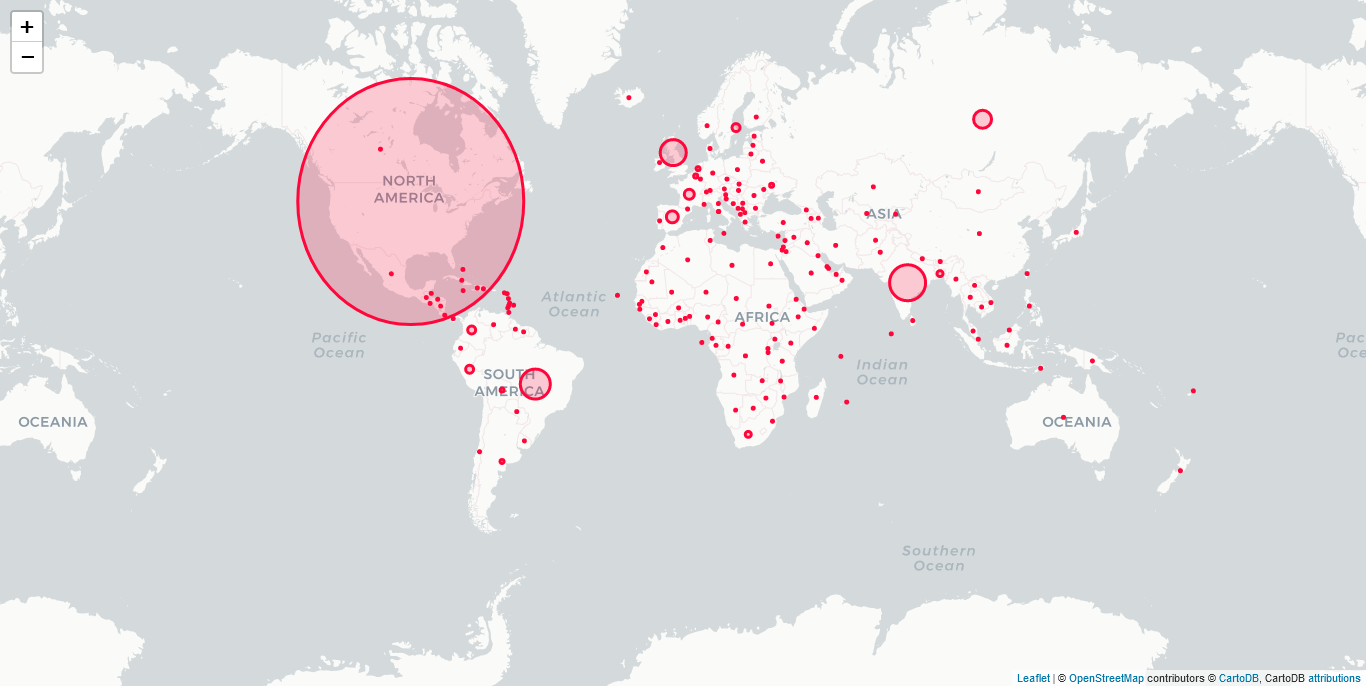 +
−
NORTH
AMERICA
ASIA
Atlantic
Ocean
AFRICA
Pacific
Ocean
Pac
Oce
Indian
Ocean
SOUTH
AMERICA
OCEANIA
OCEANIA
Southern
Ocean
Leaflet | © OpenStreetMap contributors © CartoDB, CartoDB attributions